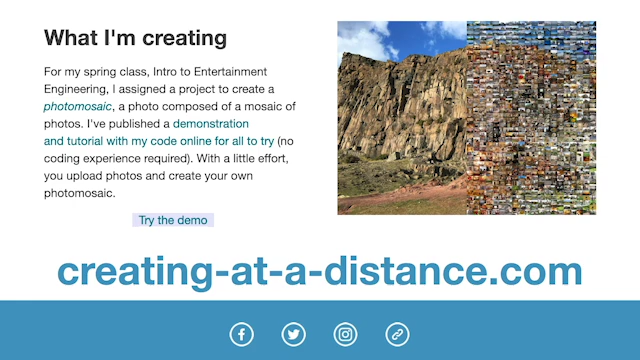 What I'm creating
For my spring class, Intro to Entertainment
Engineering, I assigned a project to create a
photomosaic, a photo composed of a mosaic of
photos. I've published a demonstration
and tutorial with my code online for all to try (no
coding experience required). With a little effort,
you upload photos and create your own
photomosaic.
Try the demo
creating-at-a-distance.com